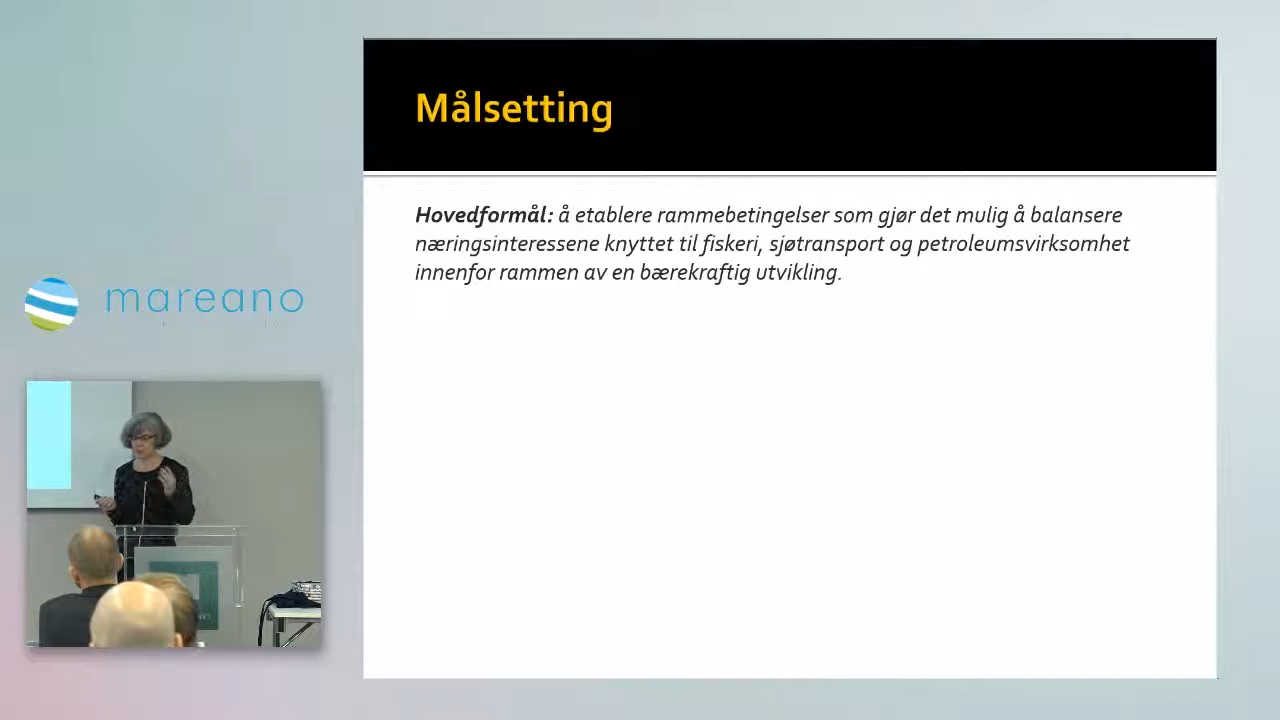 Målsetting
Hovedformål: å etablere rammebetingelser som gjør det mulig å balansere
næringsinteressene knyttet til fiskeri, sjøtransport og petroleumsvirksomhet
innenfor rammen av en bærekraftig utvikling.
mareano